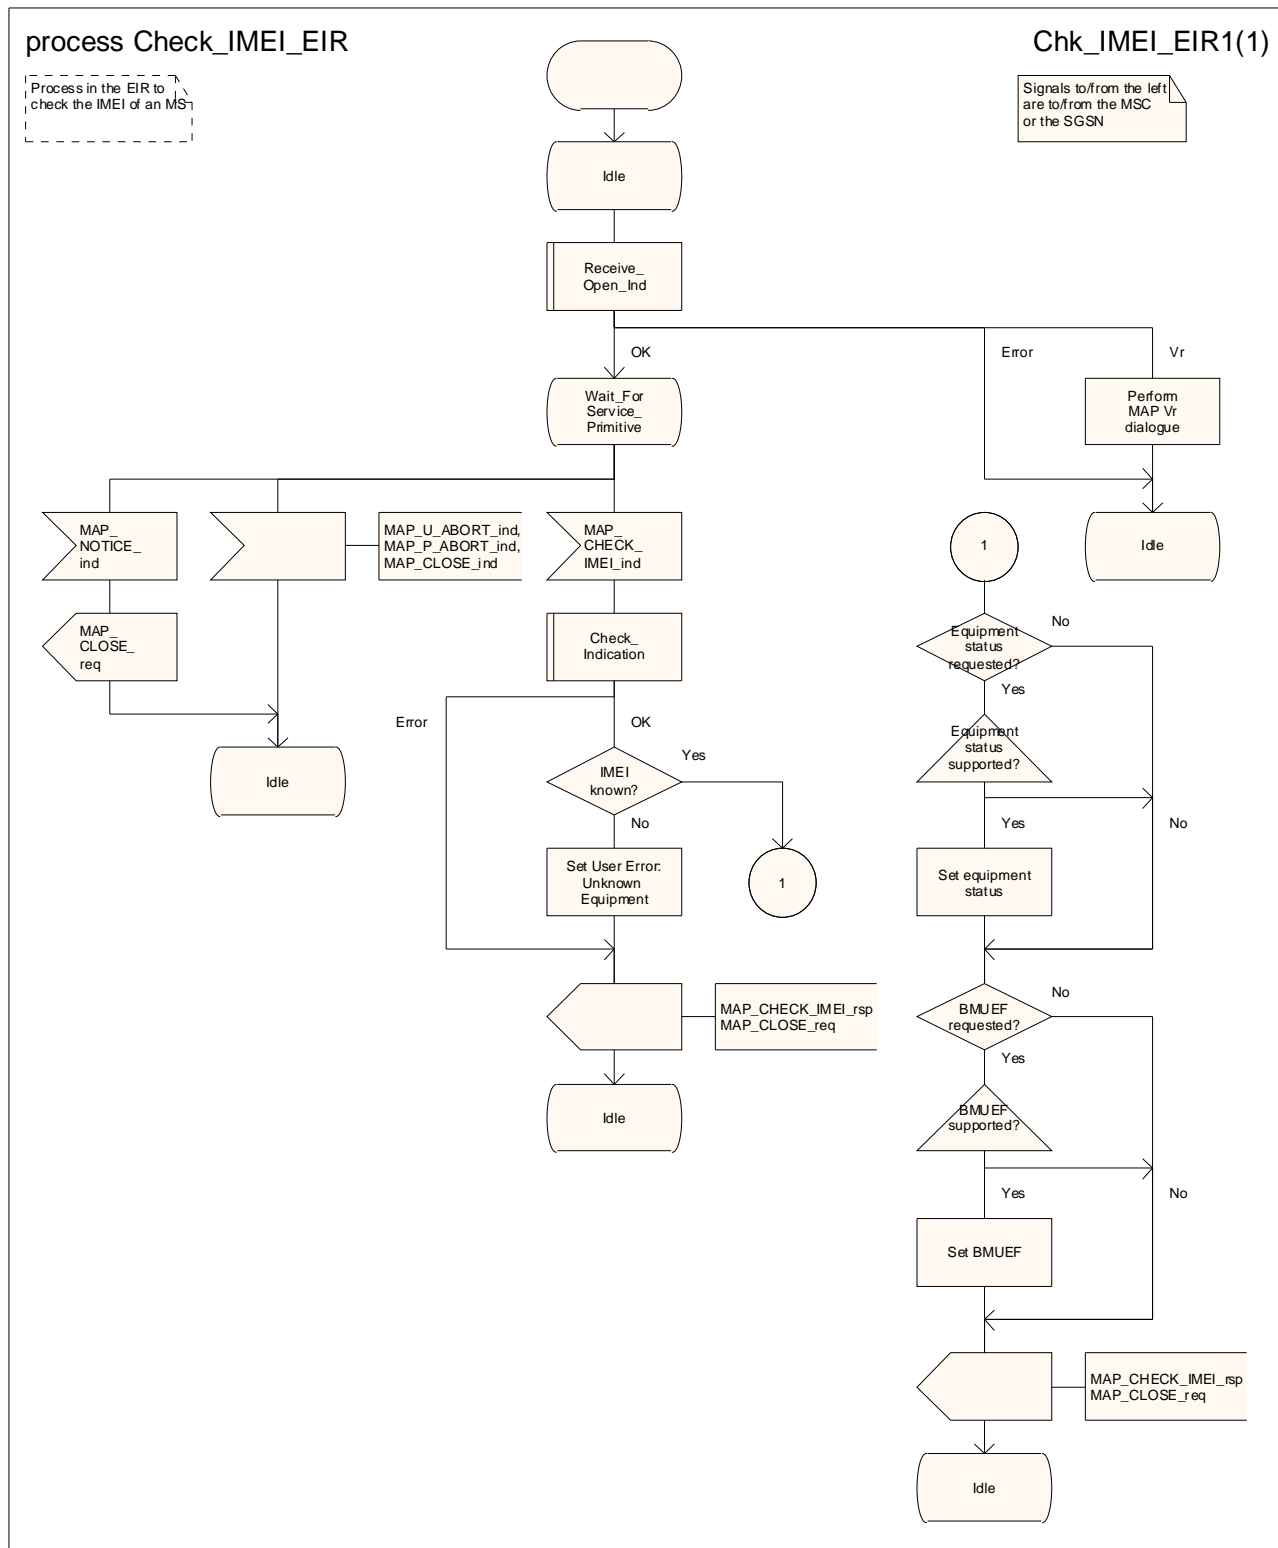 process Check_IMEI_EIR
Chk_IMEI_EIR1(1)
Process in the EIR to
check the IMEI of an MS
Signals to/from the left
are to/from the MSC
or the SGSN
Idle
Receive_
Open_Ind
OK
Error
Vr
Wait_For
Service_
Primitive
Perform
MAP Vr
dialogue
MAP_
NOTICE_
ind
MAP_U_ABORT_ind,
MAP_P_ABORT_ind,
MAP_CLOSE_ind
MAP_
CHECK_
IMEI_ind
1
Idle
MAP_
CLOSE_
req
Check_
Indication
Equipment
status
requested?
No
Yes
Error
OK
Idle
IMEI
known?
Yes
No
Equipment
status
supported?
Yes
No
Set User Error:
Unknown
Equipment
1
Set equipment
status
MAP_CHECK_IMEI_rsp
MAP_CLOSE_req
BMUEF
requested?
No
Yes
Idle
BMUEF
supported?
Yes
No
Set BMUEF
MAP_CHECK_IMEI_rsp
MAP_CLOSE_req
Idle